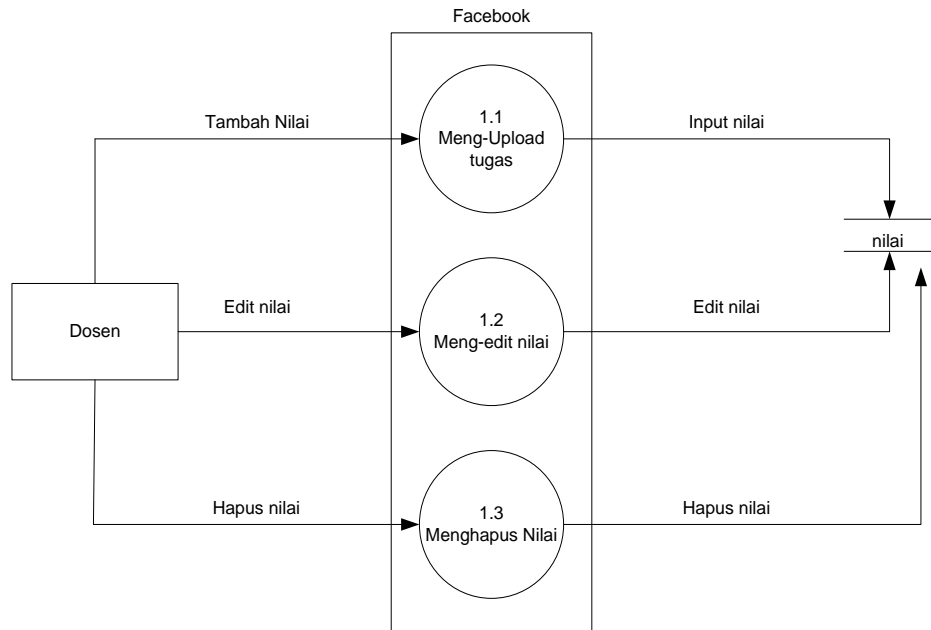 Facebook
1.1
Meng-Upload
tugas
Tambah Nilai
Input nilai
nilai
Dosen
Edit nilai
1.2
Meng-edit nilai
Edit nilai
Hapus nilai
1.3
Menghapus Nilai
Hapus nilai